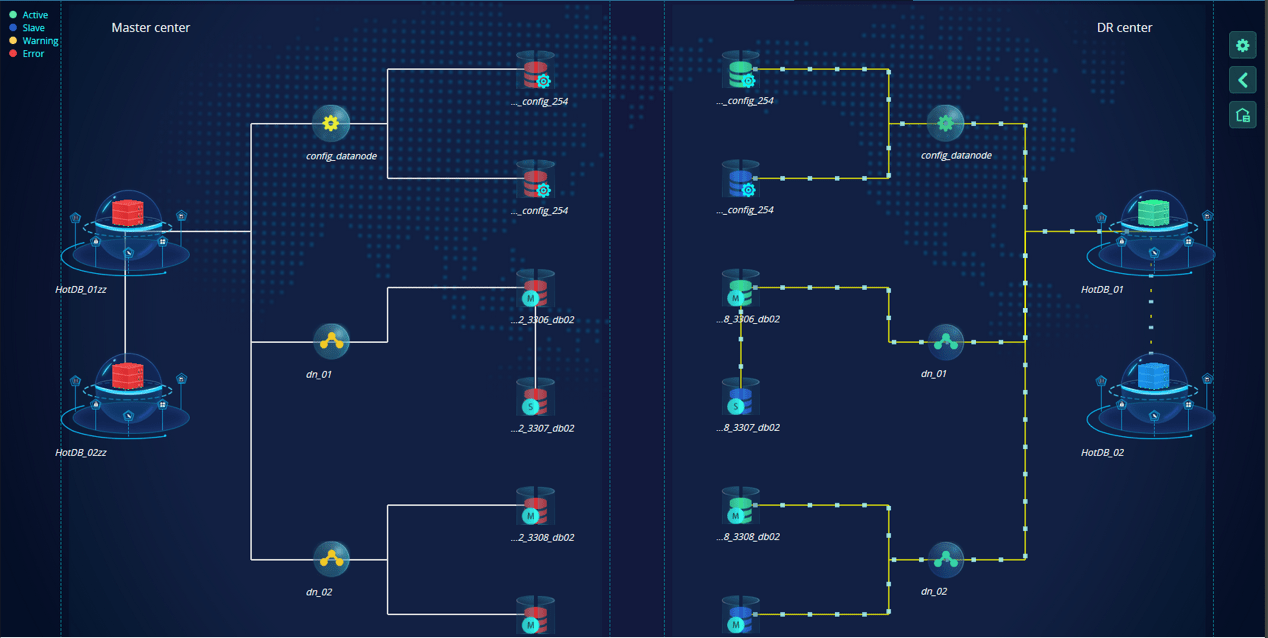 Active
Slave
Warning
Error
Master center
DR center
..._config_254
..._config_254
config_datanode
config_datanode
..._config_254
..._config_254
HotDB_01zz
HotDB_01
M
M
...2_3306_db02
...8_3306_db02
dn_01
dn_01
S
S
...2_3307_db02
...8_3307_db02
HotDB_02zz
HotDB_02
M
M
...2_3308_db02
...8_3308_db02
dn_02
dn_02
M
M